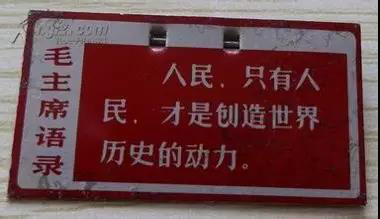 毛主席语录
人民，只有人
民，才是创造世界
历史的动力。